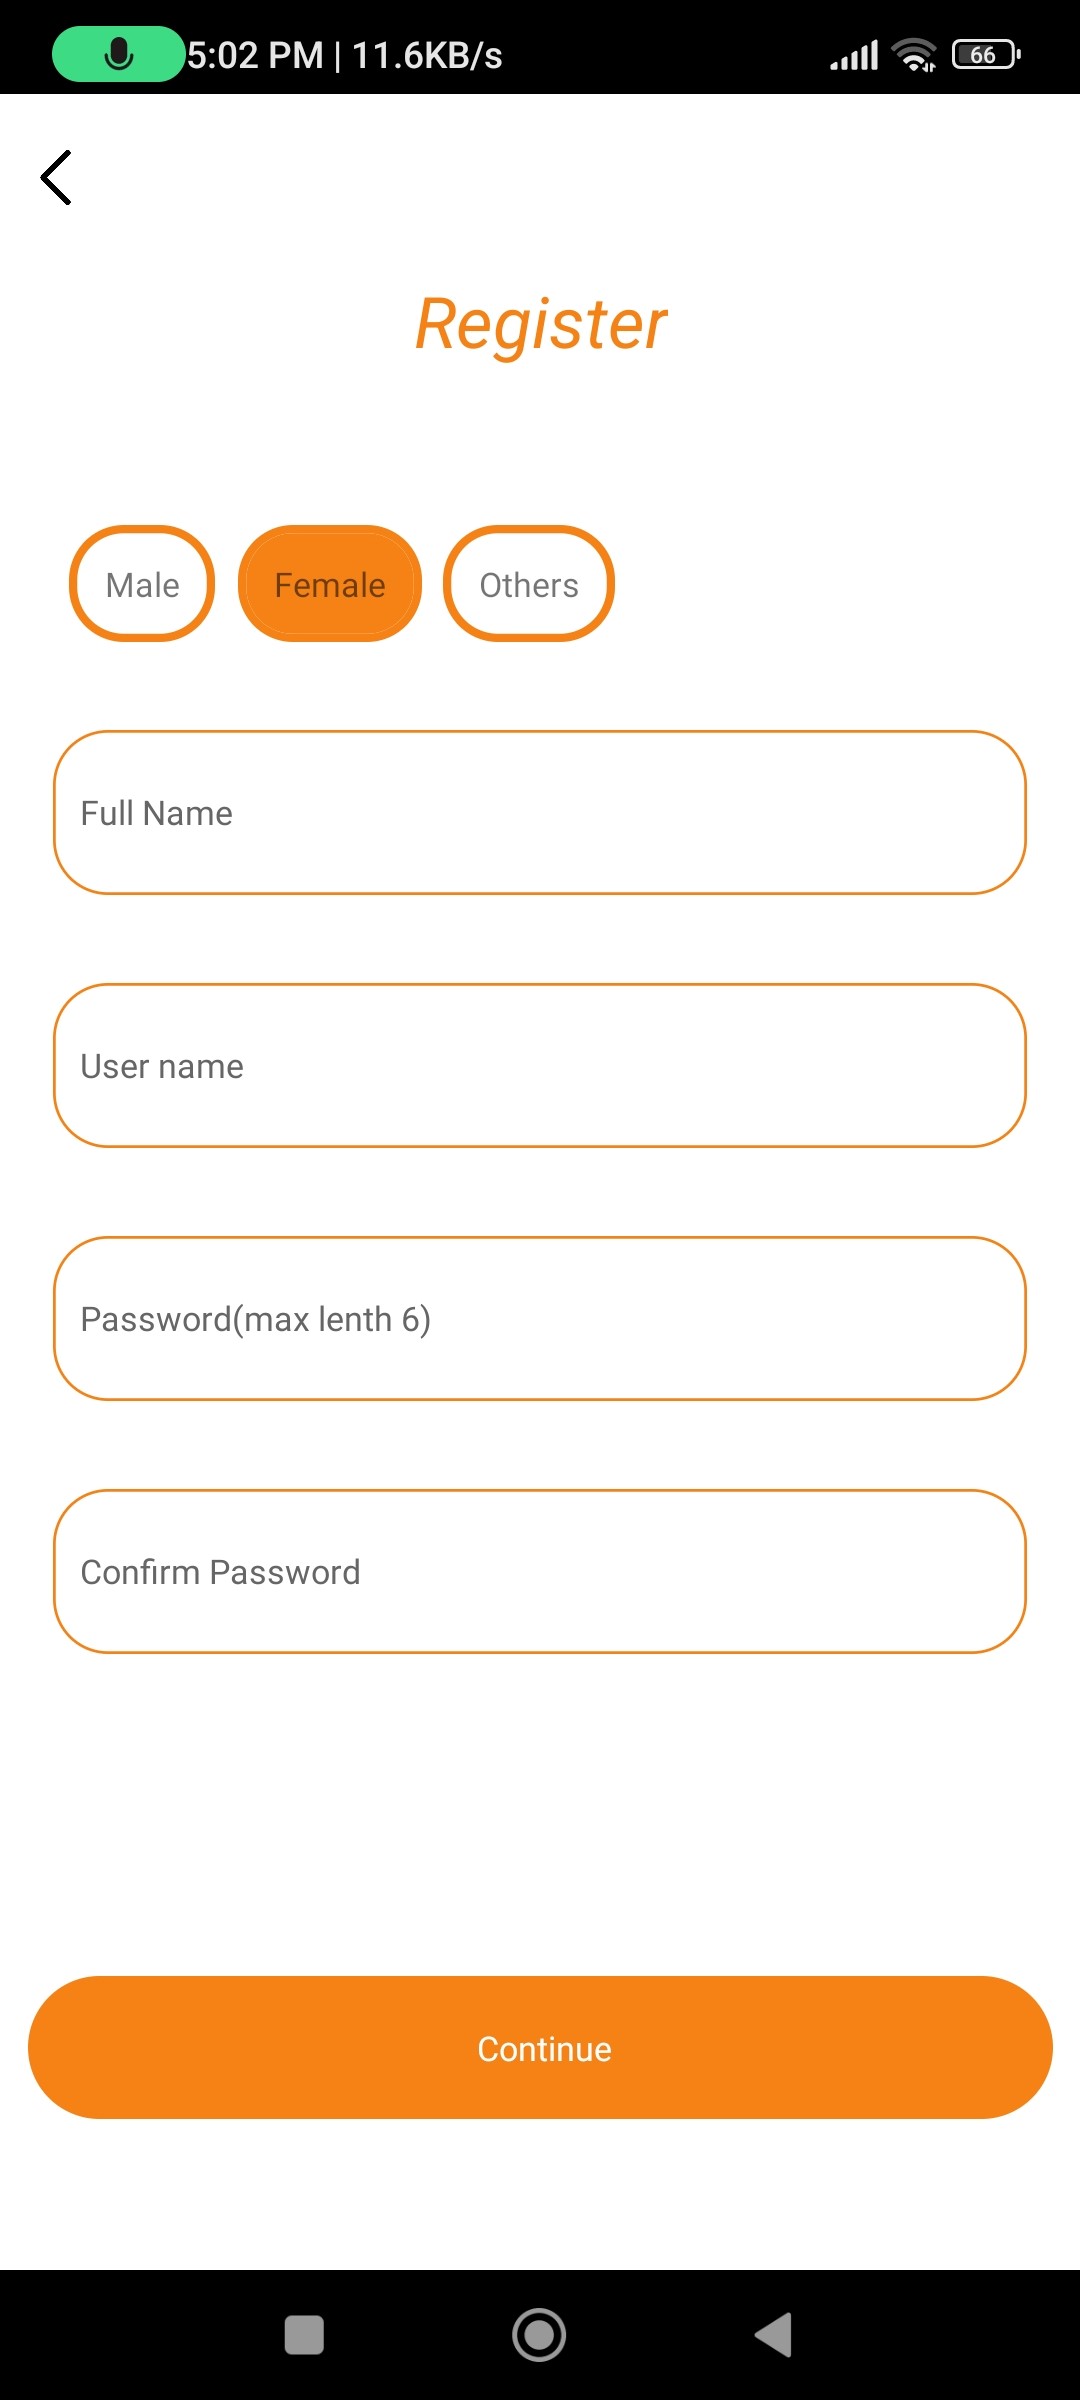 5:02 PM | 11.6KB/s 66
Register
Male Female Others
Full Name
User name
Password(max lenth 6)
Confirm Password
Continue